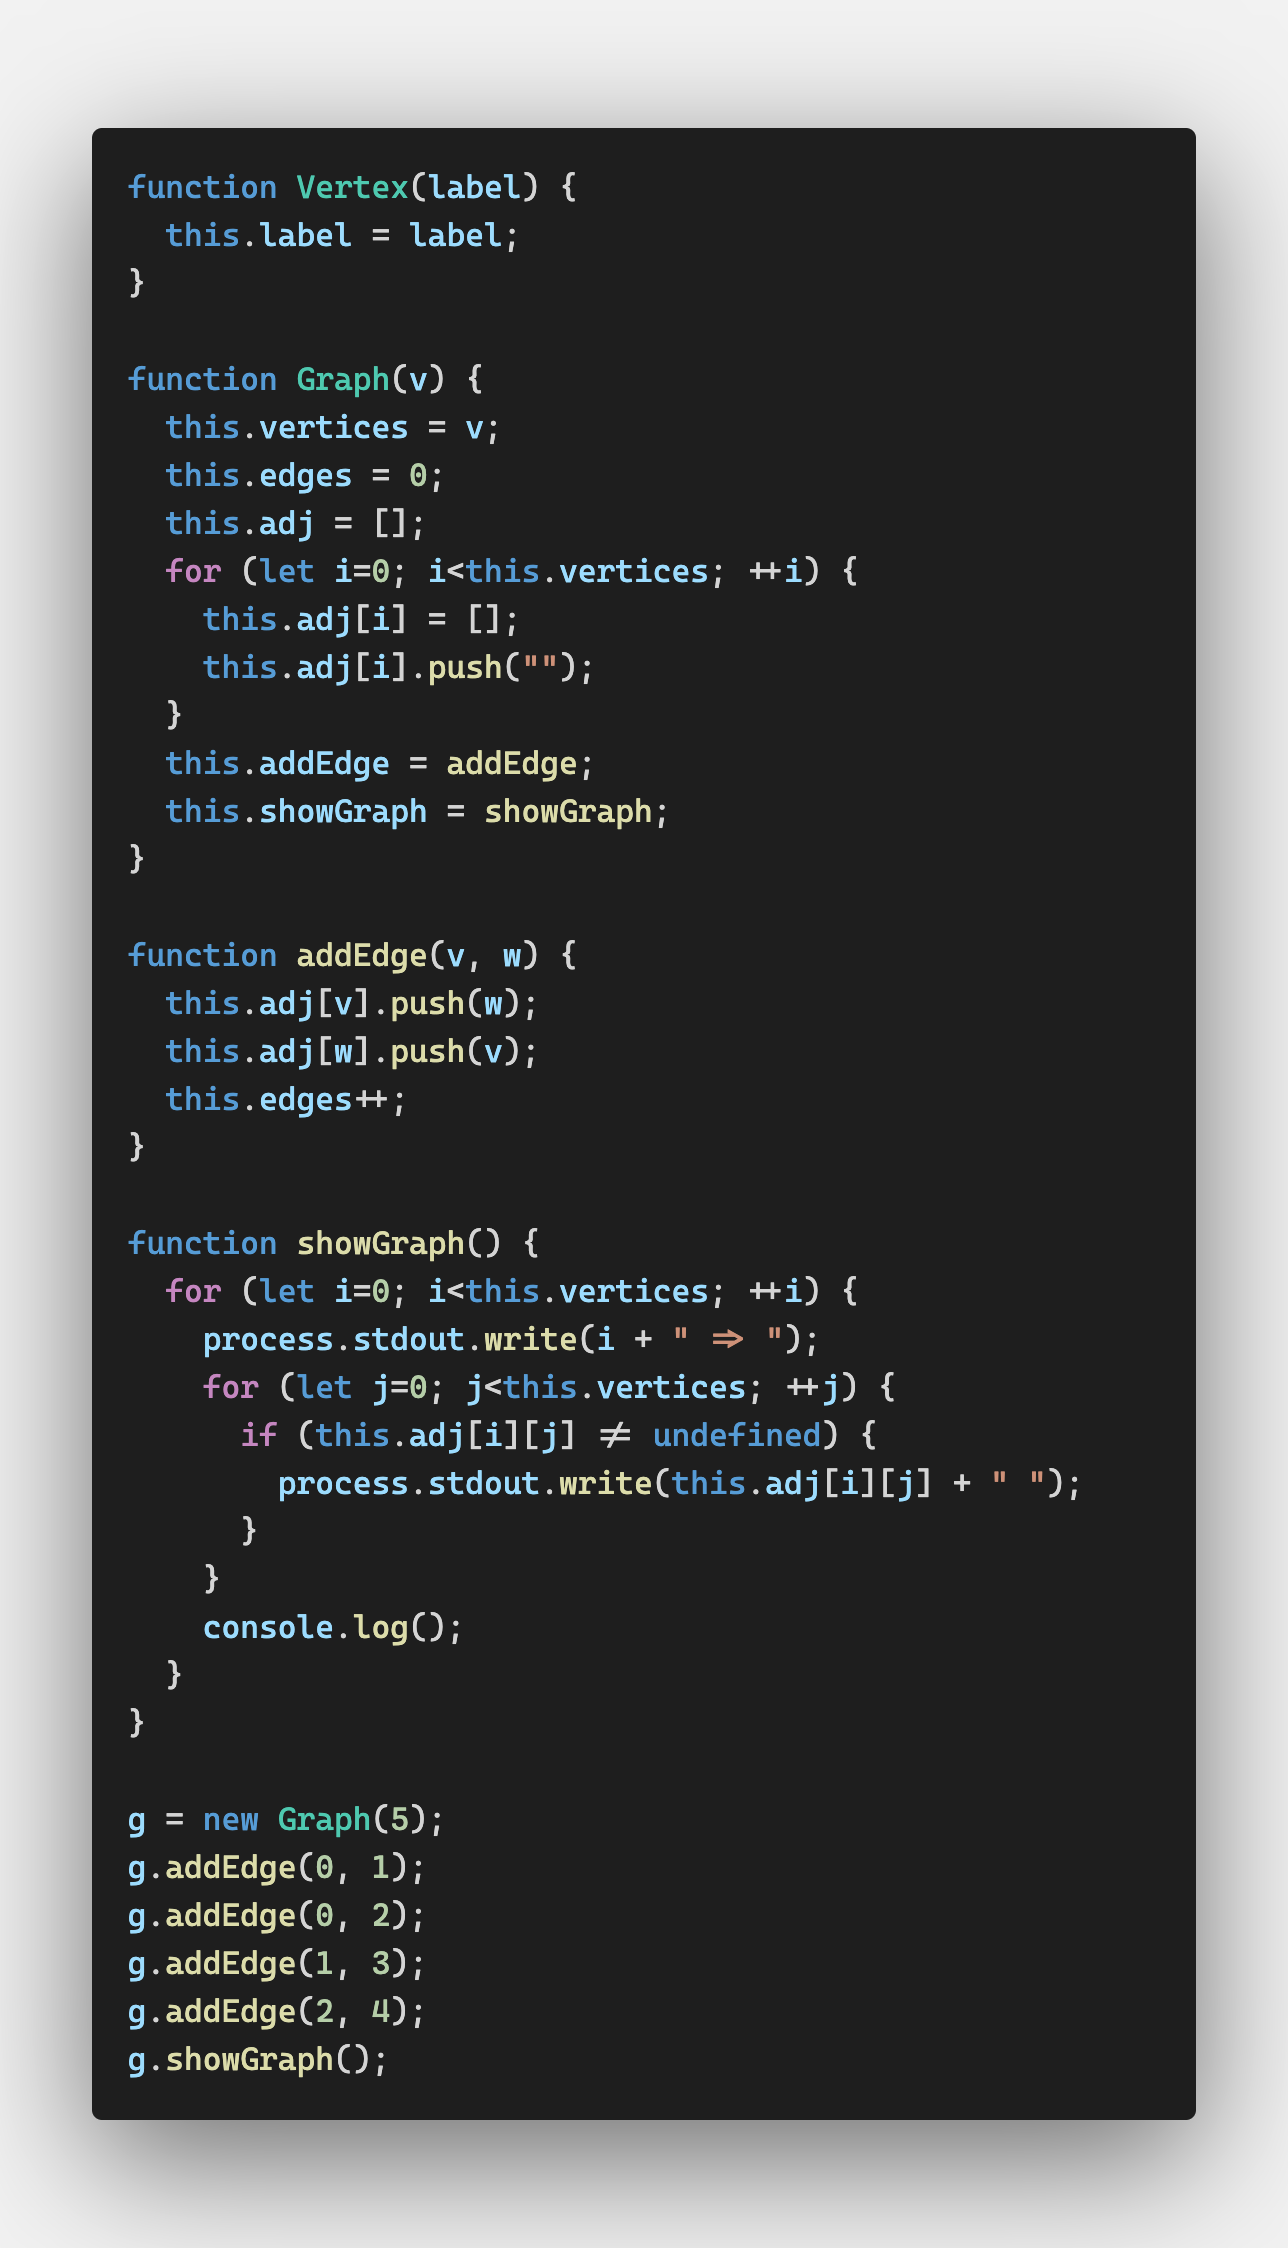 function Vertex(label) {
  this.label = label;
}

function Graph(v) {
  this.vertices = v;
  this.edges = 0;
  this.adj = [];
  for (let i=0; i<this.vertices; ++i) {
    this.adj[i] = [];
    this.adj[i].push("");
  }
  this.addEdge = addEdge;
  this.showGraph = showGraph;
}

function addEdge(v, w) {
  this.adj[v].push(w);
  this.adj[w].push(v);
  this.edges++;
}

function showGraph() {
  for (let i=0; i<this.vertices; ++i) {
    process.stdout.write(i + " => ");
    for (let j=0; j<this.vertices; ++j) {
      if (this.adj[i][j] != undefined) {
        process.stdout.write(this.adj[i][j] + " ");
      }
    }
    console.log();
  }
}

g = new Graph(5);
g.addEdge(0, 1);
g.addEdge(0, 2);
g.addEdge(1, 3);
g.addEdge(2, 4);
g.showGraph();